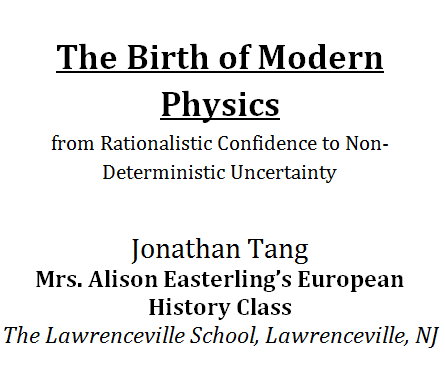 The Birth of Modern
Physics
from Rationalistic Confidence to Non-
Deterministic Uncertainty
Jonathan Tang
Mrs. Alison Easterling’s European
History Class
The Lawrenceville School, Lawrenceville, NJ